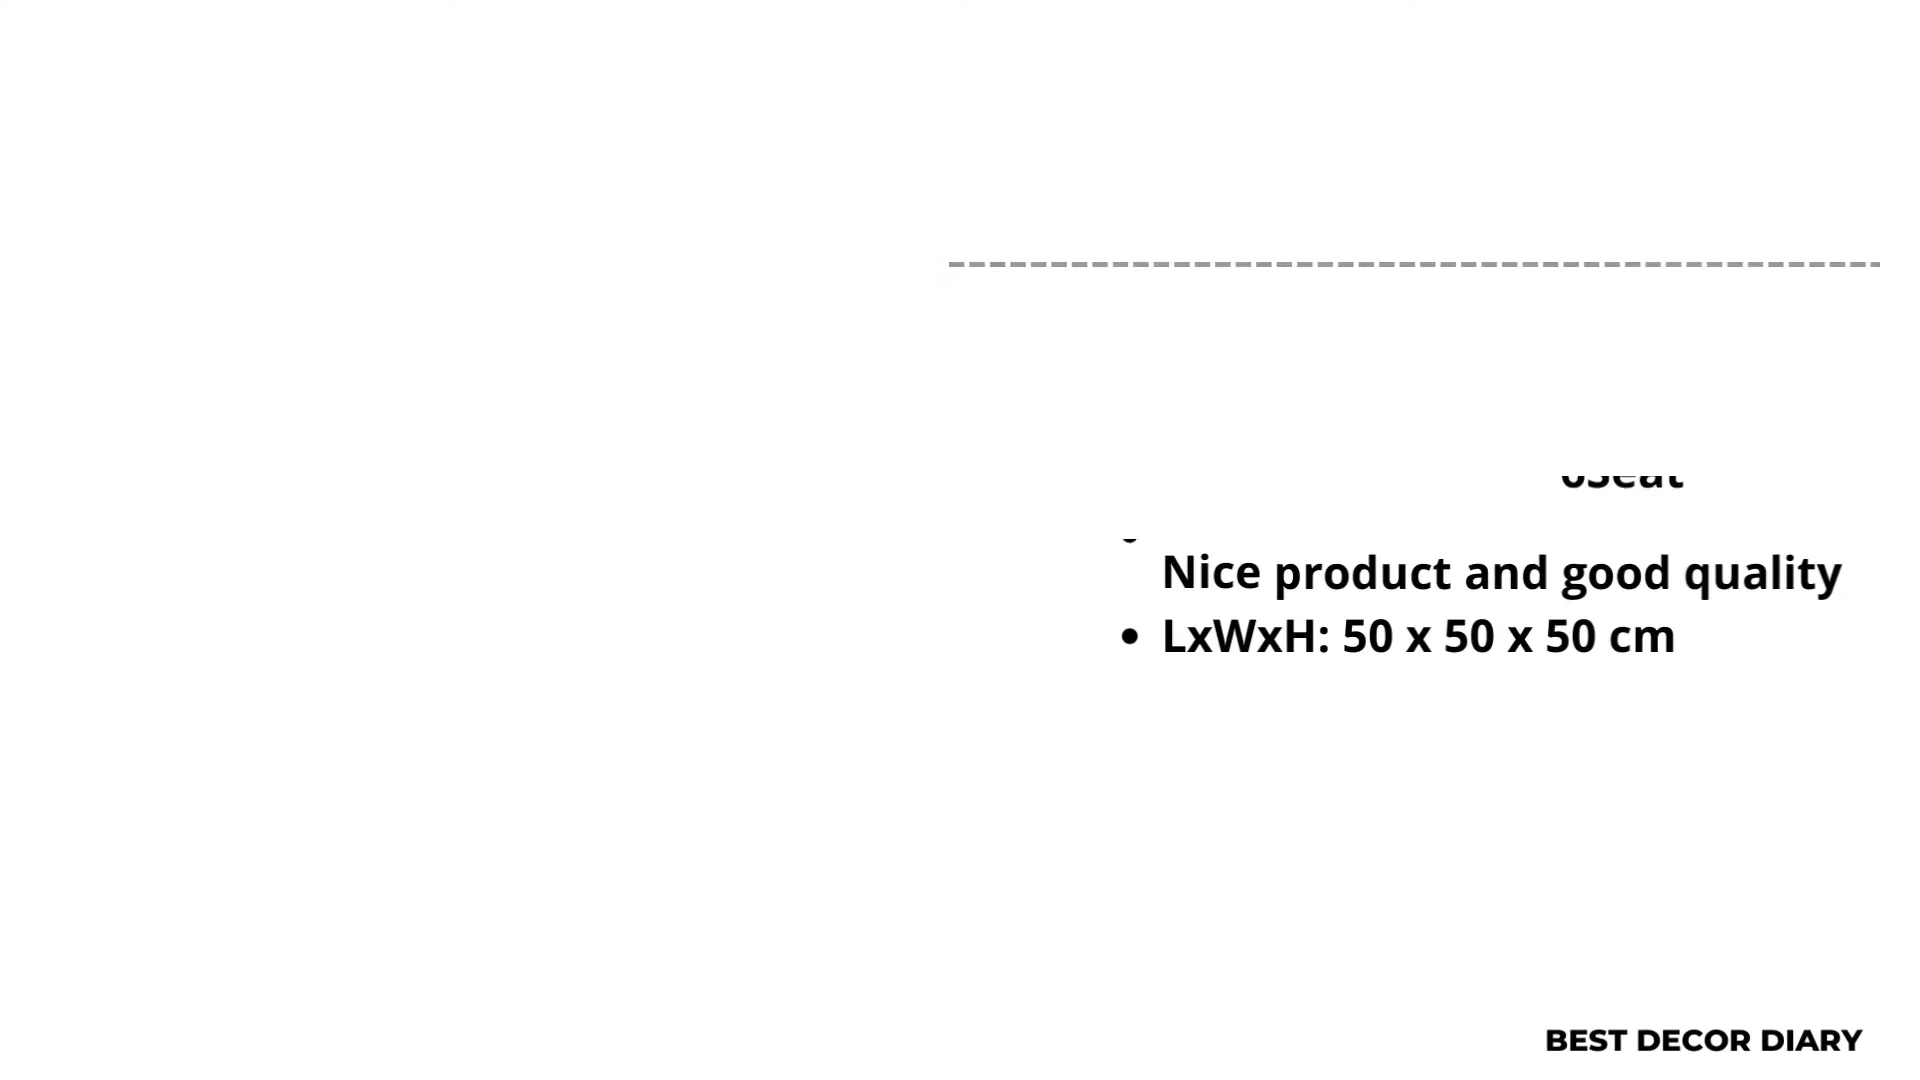 Nice product and good quality
• LxWxH: 50 x 50 x 50 cm
BEST DECOR DIARY